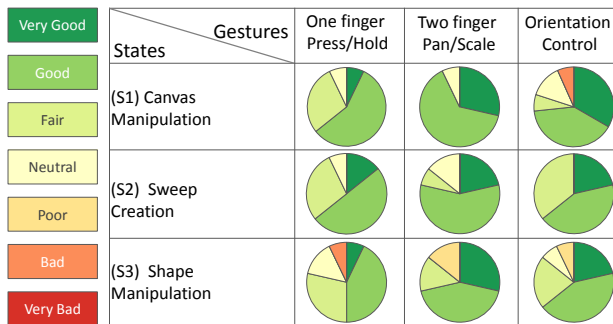 Very Good
Good
Fair
Neutral
Poor
Bad
Very Bad
Gestures
States
One finger
Press/Hold
Two finger
Pan/Scale
Orientation
Control
(S1) Canvas
Manipulation
(S2) Sweep
Creation
(S3) Shape
Manipulation